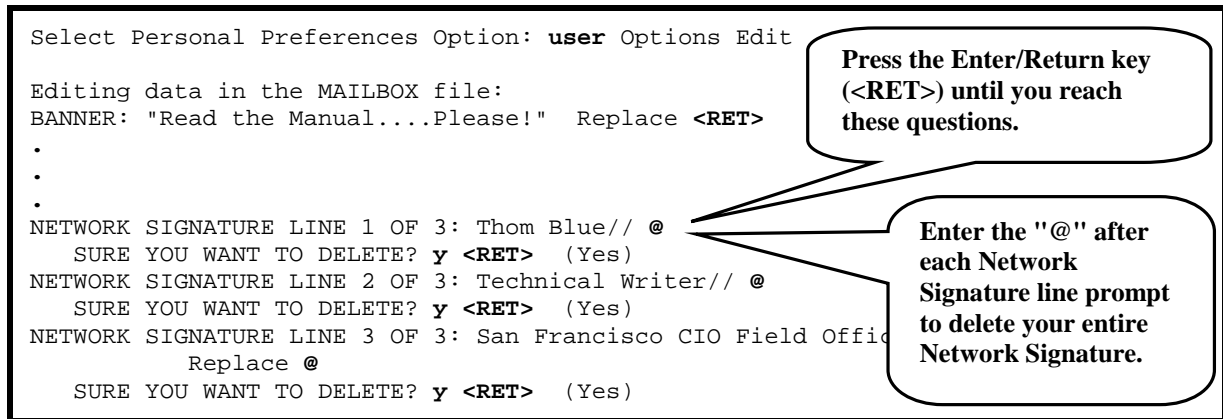 Select Personal Preferences Option: user Options Edit
Editing data in the MAILBOX file:
BANNER: "Read the Manual....Please!"  Replace <RET>
.
.
.
NETWORK SIGNATURE LINE 1 OF 3: Thom Blue// @
SURE YOU WANT TO DELETE? y <RET>  (Yes)
NETWORK SIGNATURE LINE 2 OF 3: Technical Writer// @
SURE YOU WANT TO DELETE? y <RET>  (Yes)
NETWORK SIGNATURE LINE 3 OF 3: San Francisco CIO Field Offic
Replace @
SURE YOU WANT TO DELETE? y <RET>  (Yes)
Press the Enter/Return key
(<RET>) until you reach
these questions.
Enter the "@" after
each Network
Signature line prompt
to delete your entire
Network Signature.